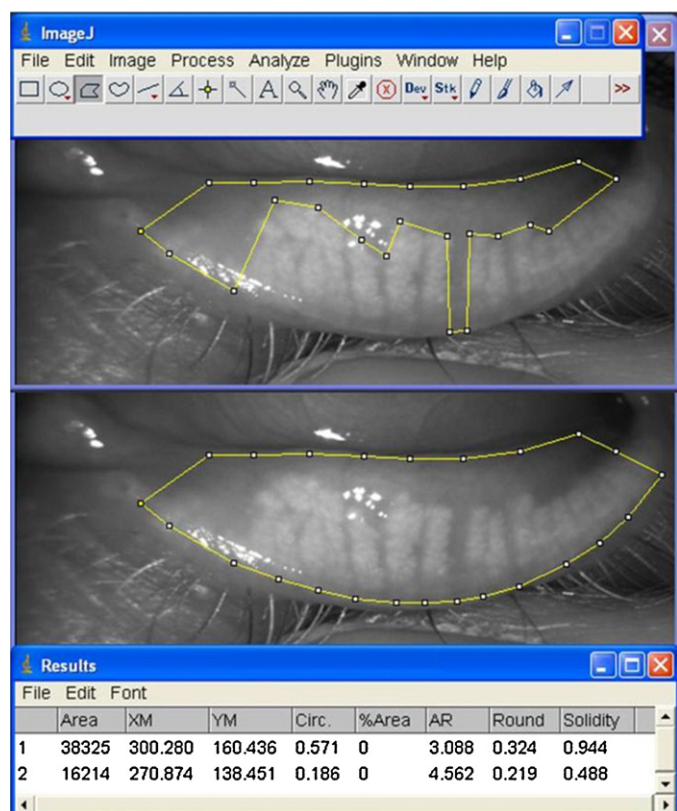 ImageJ
File Edit Image Process Analyze Plugins Window Help
A Dev Stk >>
Results
File Edit Font
Area XM YM Circ. %Area AR Round Solidity
1 38325 300.280 160.436 0.571 0 3.088 0.324 0.944
2 16214 270.874 138.451 0.186 0 4.562 0.219 0.488